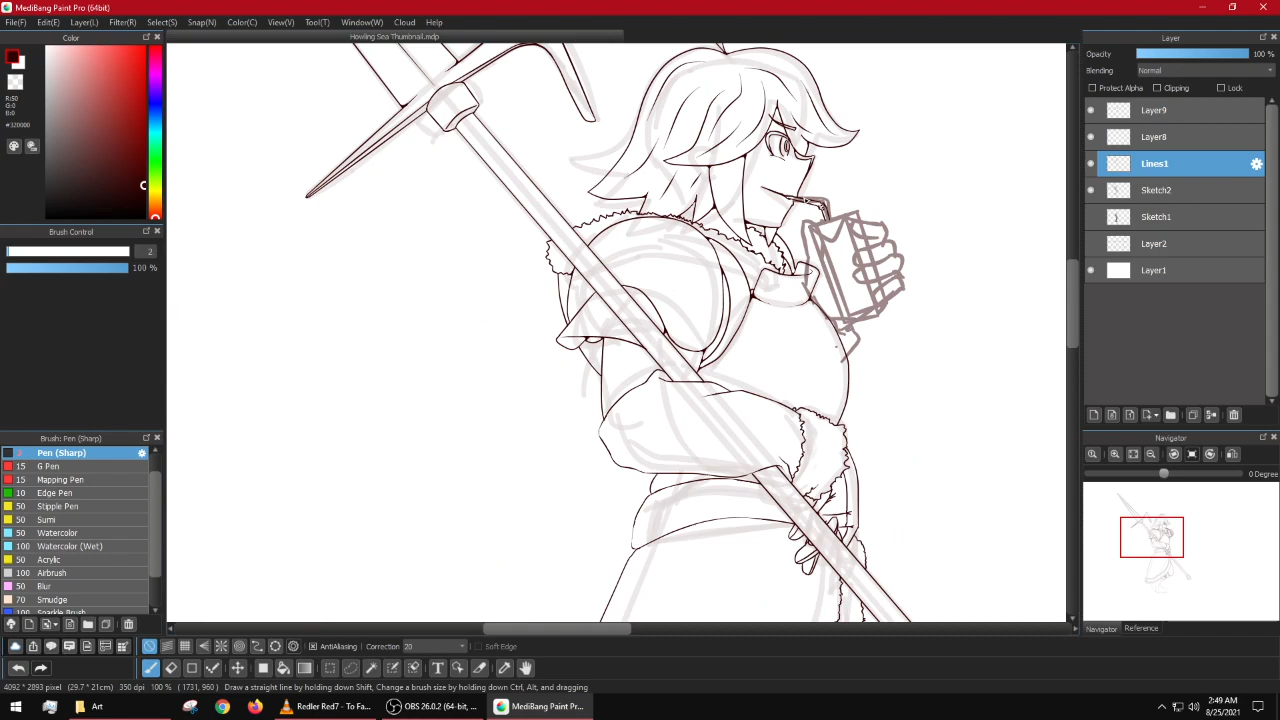 MediBang Paint Pro (64bit)
File(F) Edit(E) Layer(L) Filter(R) Select(S) Snap(N) Color(C) View(V) Tool(T) Window(W) Cloud Help
Color
Howling Sea Thumbnail.mdp
Layer
R:50
G:0
B:0
#320000
Opacity 100 %
Blending Normal
Protect Alpha Clipping Lock
Layer9
Layer8
Lines1
Sketch2
Sketch1
Layer2
Layer1
Brush Control
2
100 %
Brush: Pen (Sharp)
Pen (Sharp)
15 G Pen
15 Mapping Pen
10 Edge Pen
50 Stipple Pen
50 Sumi
50 Watercolor
100 Watercolor (Wet)
50 Acrylic
100 Airbrush
50 Blur
70 Smudge
100 Sparkle Brush
Navigator
0 Degree
Navigator Reference
AntiAliasing Correction 20 Soft Edge
4092 * 2893 pixel (29.7 * 21cm) 350 dpi 100 % ( 1731, 960 ) Draw a straight line by holding down Shift, Change a brush size by holding down Ctrl, Alt, and dragging
Art
Redler Red7 - To Fa...
OBS 26.0.2 (64-bit, ...
MediBang Paint Pro...
2:49 AM
8/25/2021